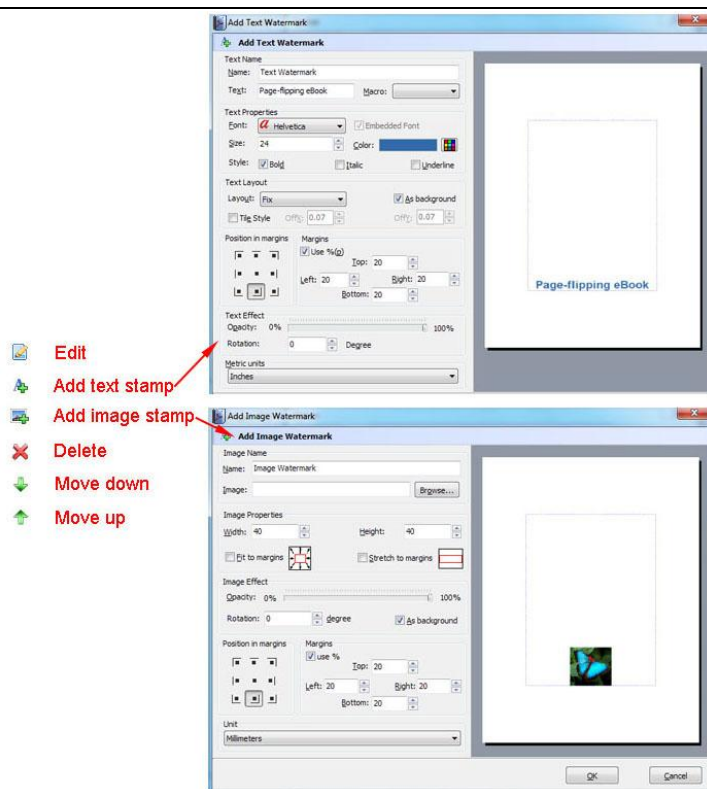 Add Text Watermark
Add Text Watermark
Text Name
Name: Text Watermark
Text: Page-flipping eBook Macro:
Text Properties
Font: a Helvetica Embedded Font
Size: 24 Color:
Style: Bold Italic Underline
Text Layout
Layout: Fix As background
Tile Style OffX: 0.07 OffY: 0.07
Position in margins Margins
Use %(p)
Top: 20
Left: 20 Right: 20
Bottom: 20
Text Effect
Opacity: 0% 100%
Rotation: 0 Degree
Metric units
Inches
Page-flipping eBook
Edit
Add text stamp
Add image stamp
Delete
Move down
Move up
Add Image Watermark
Add Image Watermark
Image Name
Name: Image Watermark
Image: Browse...
Image Properties
Width: 40 Height: 40
Fit to margins Stretch to margins
Image Effect
Opacity: 0% 100%
Rotation: 0 degree As background
Position in margins Margins
use %
Top: 20
Left: 20 Right: 20
Bottom: 20
Unit
Millimeters
OK Cancel